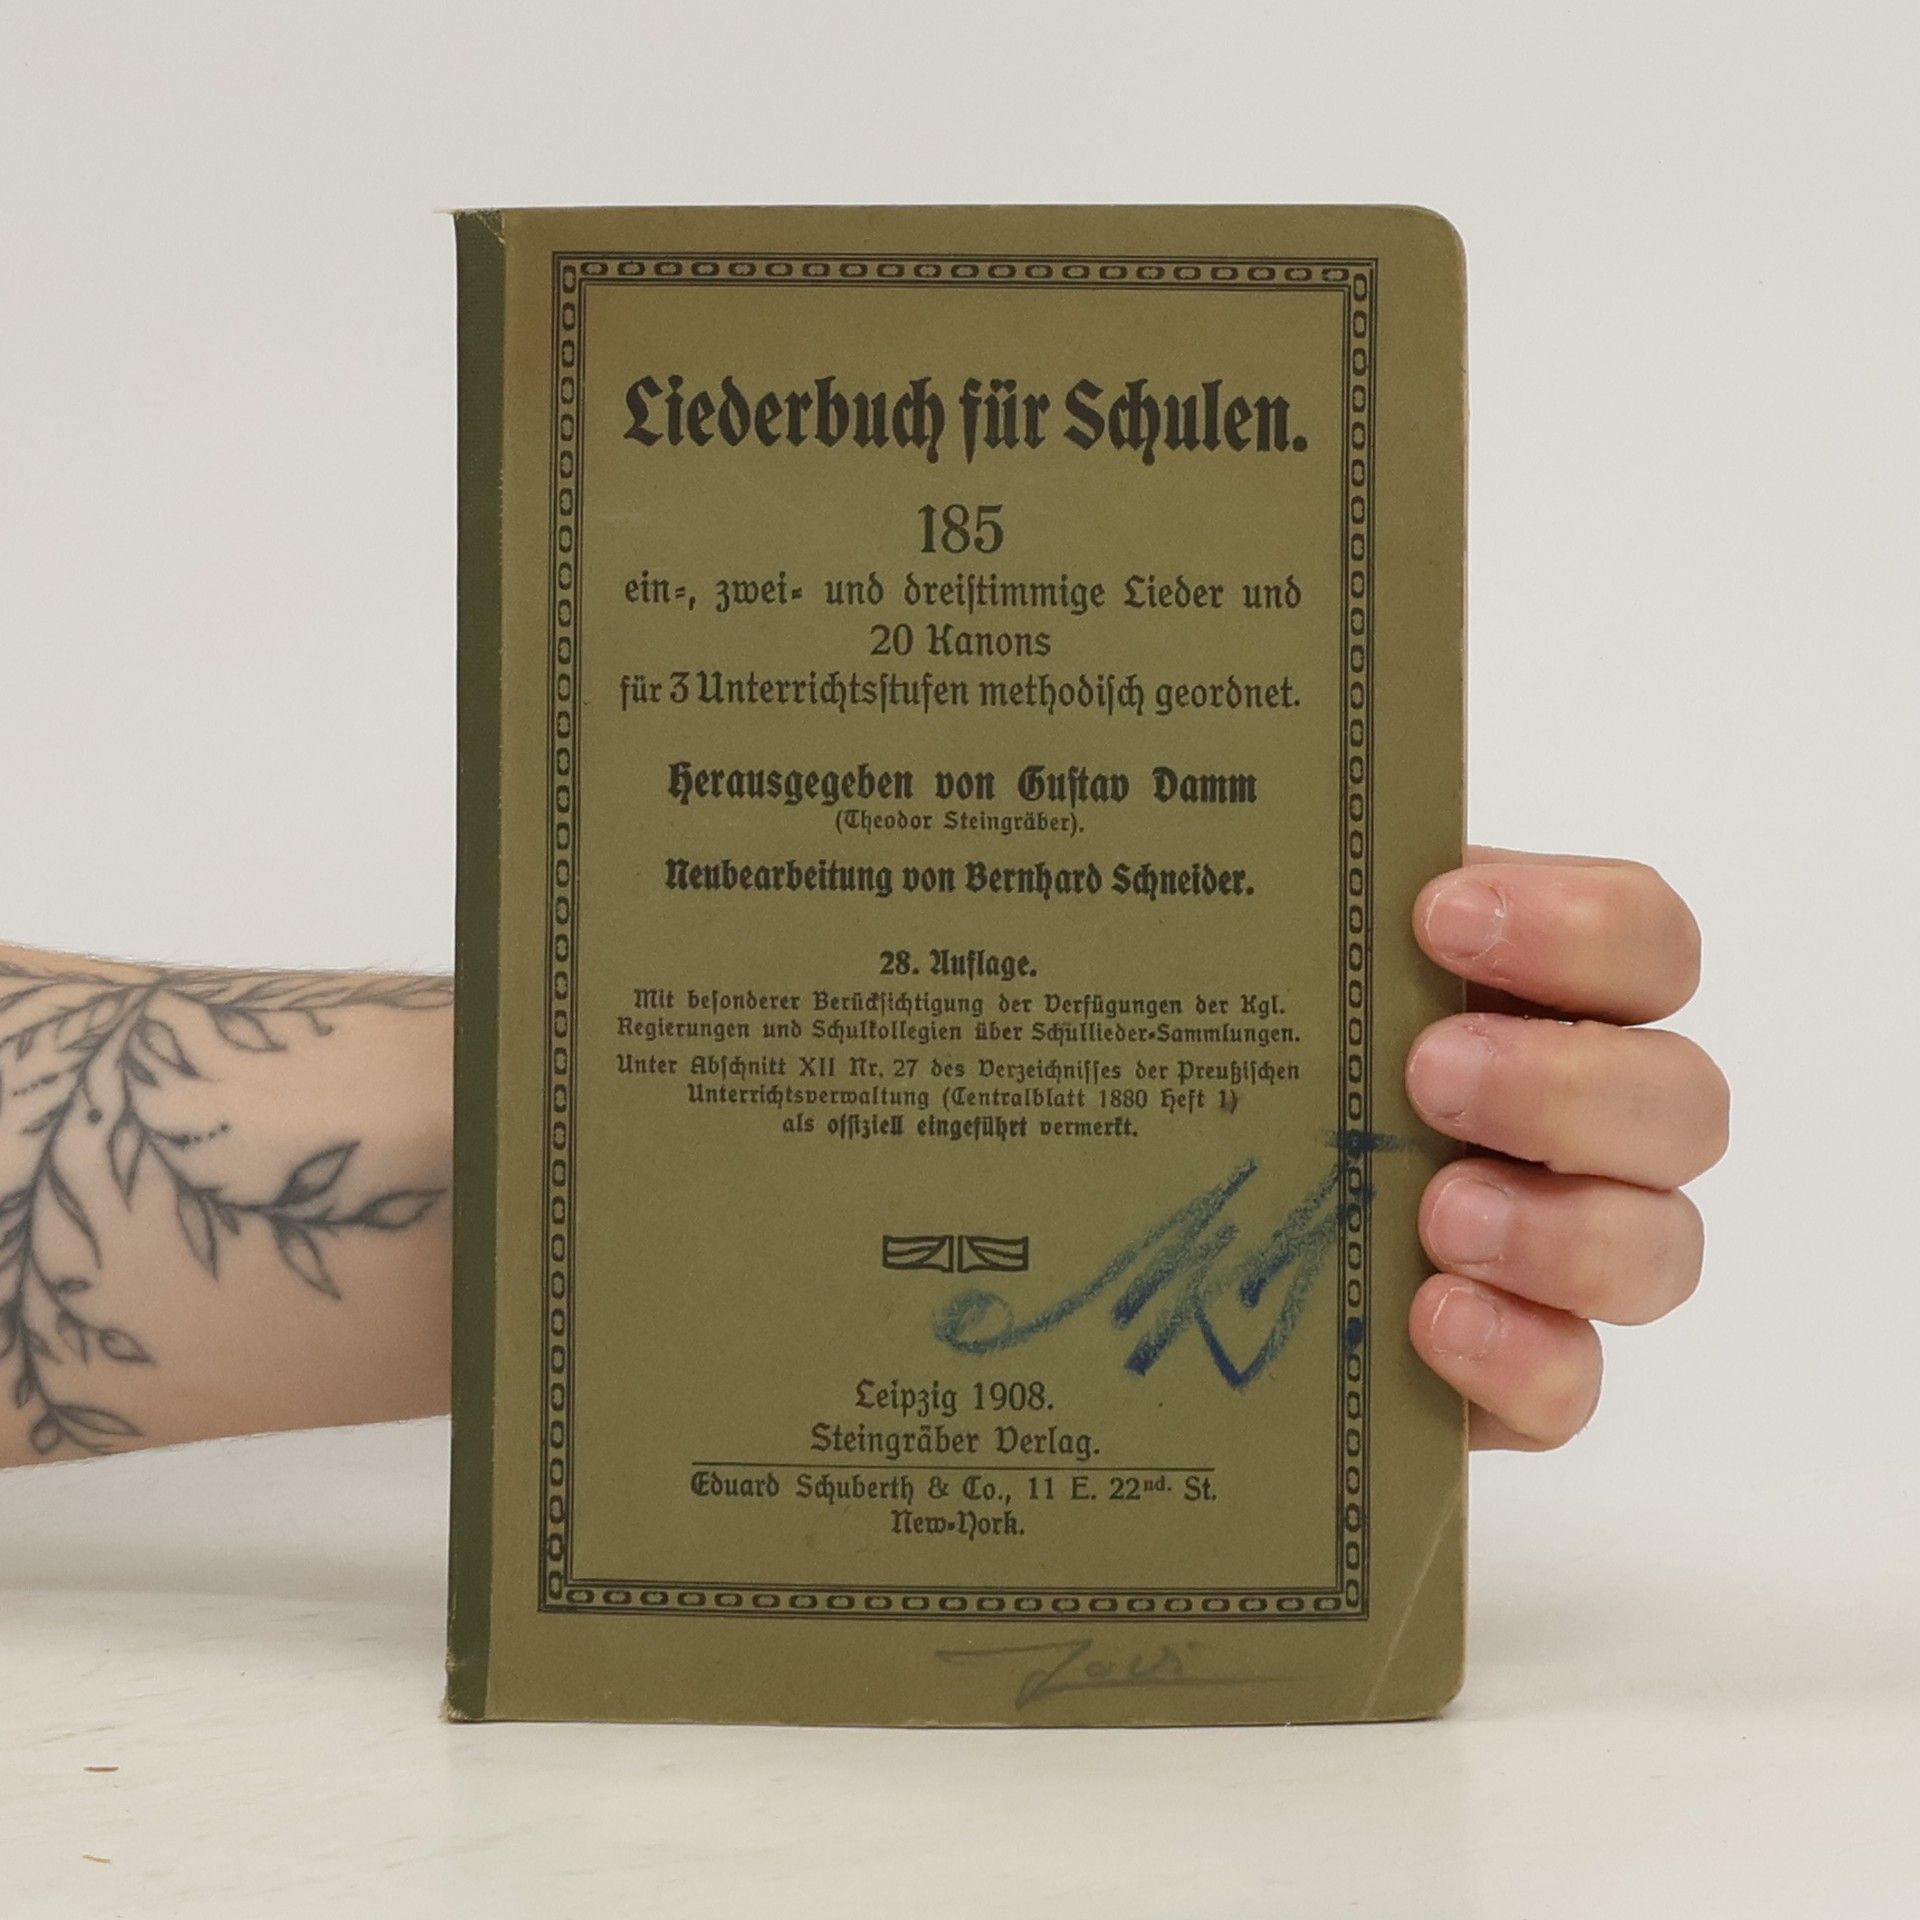 Liederbuch für Schulen.
185
ein-, zwei- und dreistimmige Lieder und
20 Kanons
für 3 Unterrichtsstufen methodisch geordnet.
Herausgegeben von Gustav Damm
(Theodor Steingräber).
Neubearbeitung von Bernhard Schneider.
28. Auflage.
Mit besonderer Berücksichtigung der Verfügungen der Kgl.
Regierungen und Schulkollegien über Schullieder-Sammlungen.
Unter Abschnitt XII Nr. 27 des Verzeichnisses der Preußischen
Unterrichtsverwaltung (Centralblatt 1880 Heft 1)
als offiziell eingeführt vermerkt.
Leipzig 1908.
Steingräber Verlag.
Eduard Schuberth & Co., 11 E. 22nd. St.
New-York.